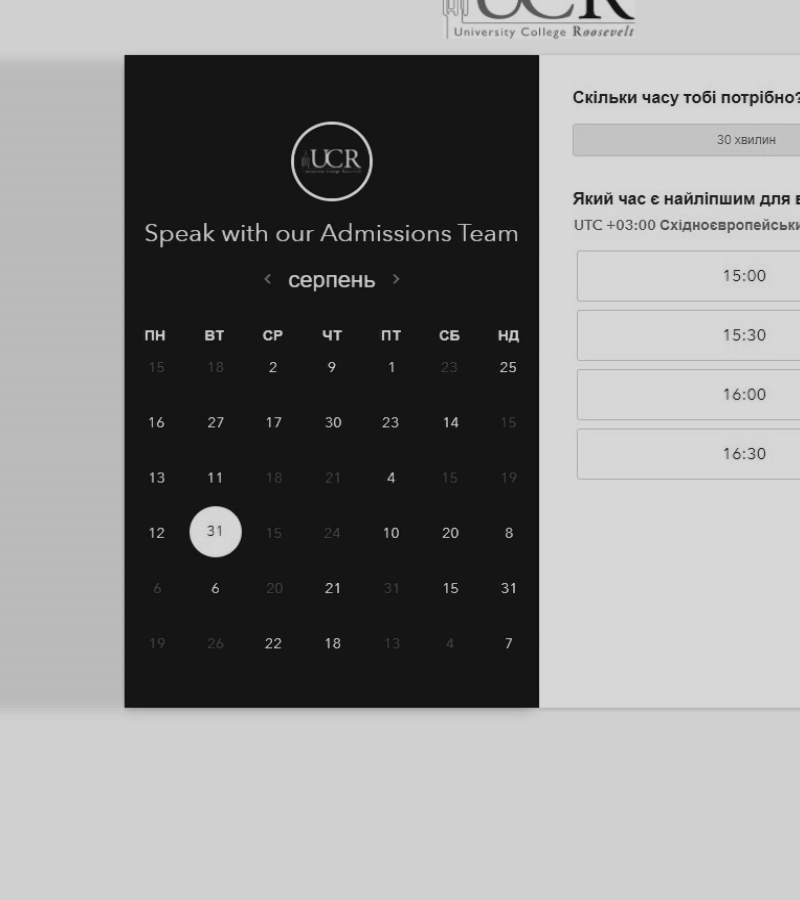 UCR
University College Roosevelt
UCR
Speak with our Admissions Team
< серпень >
ПН ВТ СР ЧТ ПТ СБ НД
15 18 2 9 1 23 25
16 27 17 30 23 14 15
13 11 18 21 4 15 19
12 31 15 24 10 20 8
6 6 20 21 31 15 31
19 26 22 18 13 4 7
Скільки часу тобі потрібно?
30 хвилин
Який час є найліпшим для в
UTC +03:00 Східноєвропейськи
15:00
15:30
16:00
16:30